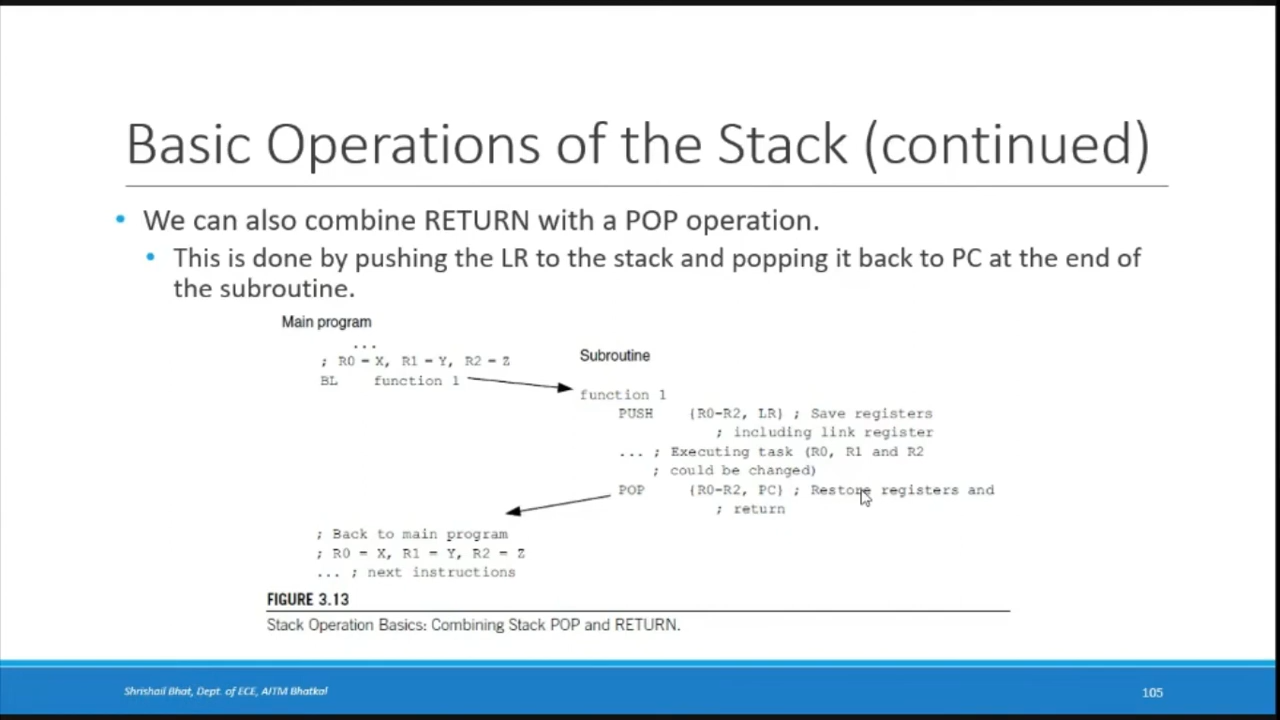 Basic Operations of the Stack (continued)
• We can also combine RETURN with a POP operation.
• This is done by pushing the LR to the stack and popping it back to PC at the end of
the subroutine.
Main program
...
; R0 = X, R1 = Y, R2 = Z
BL function 1
Subroutine
function 1
PUSH {R0-R2, LR} ; Save registers
; including link register
... ; Executing task (R0, R1 and R2
; could be changed)
POP {R0-R2, PC} ; Restore registers and
; return
; Back to main program
; R0 = X, R1 = Y, R2 = Z
... ; next instructions
FIGURE 3.13
Stack Operation Basics: Combining Stack POP and RETURN.
Shrishail Bhat, Dept. of ECE, AITM Bhatkal
105